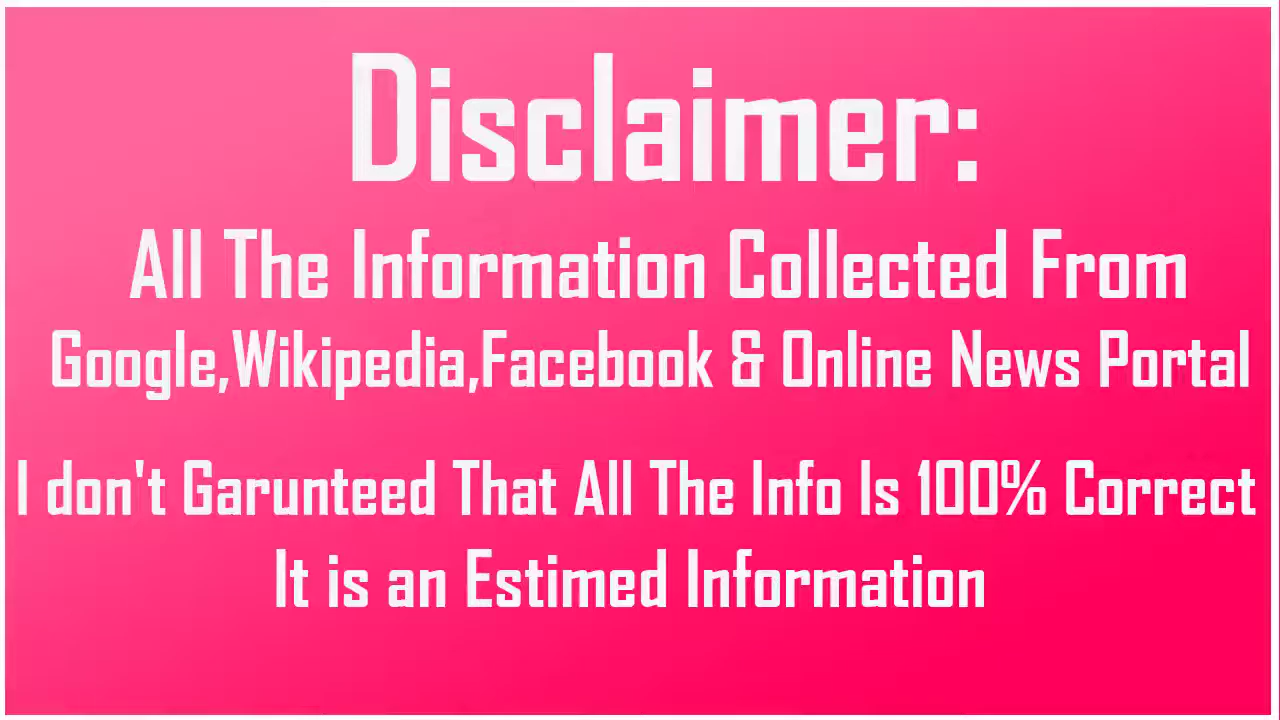 Disclaimer:
All The Information Collected From
Google,Wikipedia,Facebook & Online News Portal
I don't Garunteed That All The Info Is 100% Correct
It is an Estimed Information